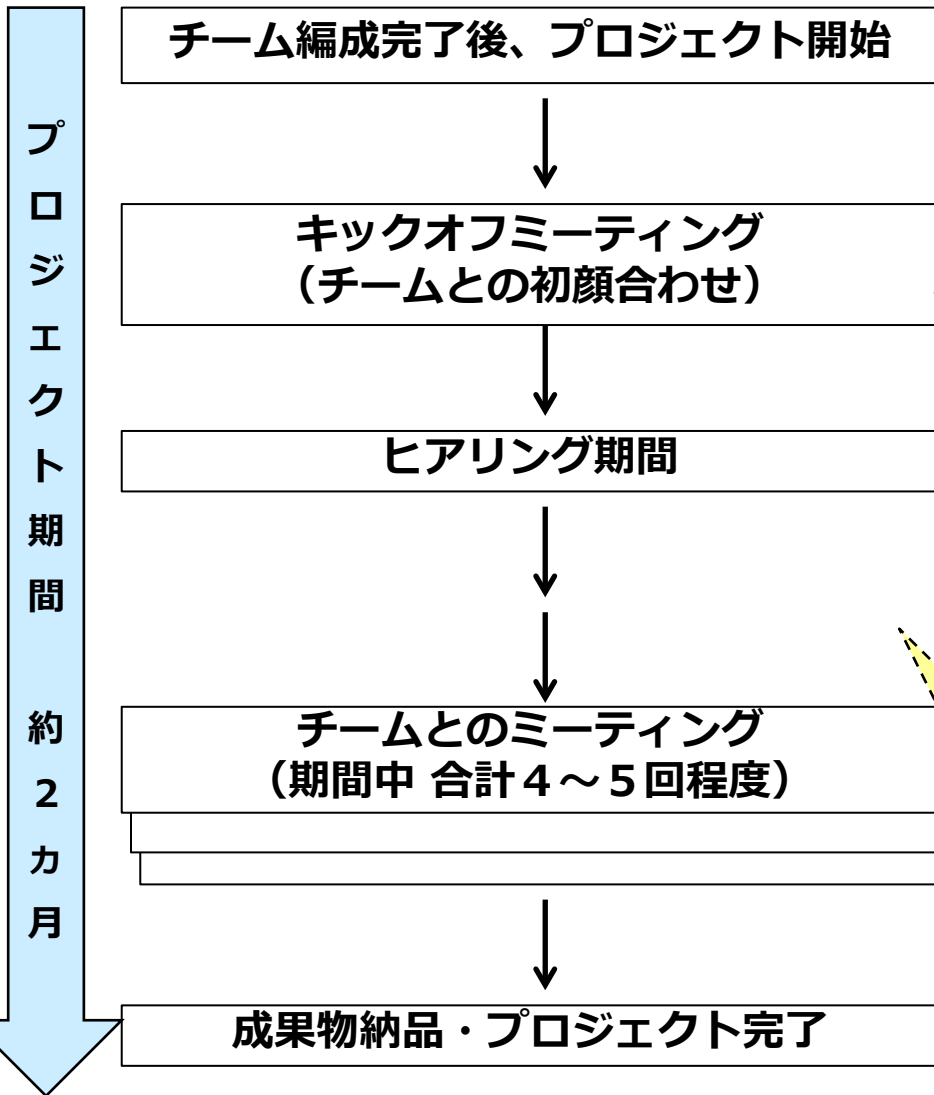 プロジェクト期間 約2カ月
チーム編成完了後、プロジェクト開始
キックオフミーティング
（チームとの初顔合わせ）
ヒアリング期間
チームとのミーティング
（期間中 合計４～５回程度）
成果物納品・プロジェクト完了